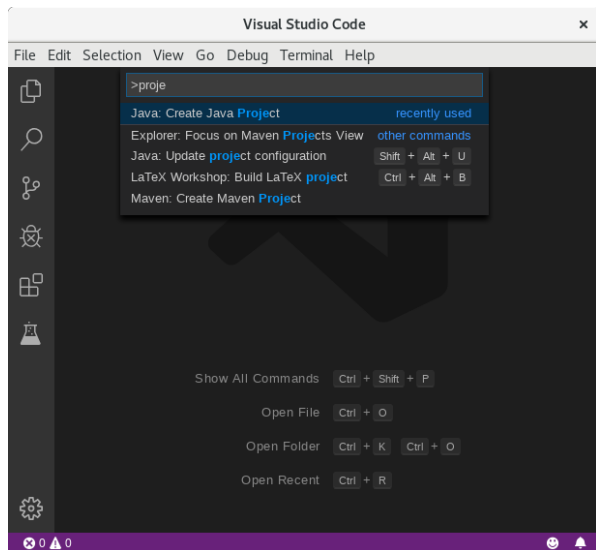 Visual Studio Code ×
File Edit Selection View Go Debug Terminal Help
>proje
Java: Create Java Project recently used
Explorer: Focus on Maven Projects View other commands
Java: Update project configuration Shift + Alt + U
LaTeX Workshop: Build LaTeX project Ctrl + Alt + B
Maven: Create Maven Project
Show All Commands Ctrl + Shift + P
Open File Ctrl + O
Open Folder Ctrl + K Ctrl + O
Open Recent Ctrl + R
0 0